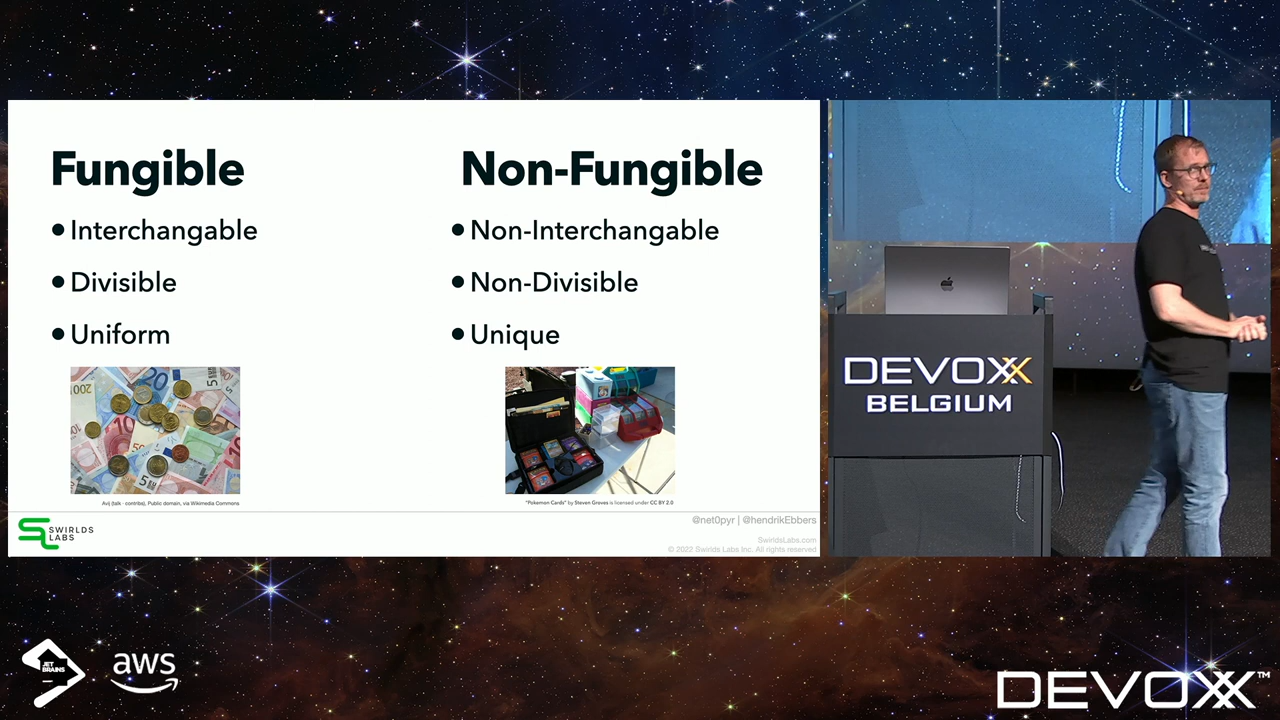 Fungible
Non-Fungible
•Interchangable
•Divisible
•Uniform
•Non-Interchangable
•Non-Divisible
•Unique
Avij (talk · contribs), Public domain, via Wikimedia Commons
"Pokemon Cards" by Steven Groves is licensed under CC BY 2.0
SWIRLDS
LABS
@net0pyr | @hendrikEbbers
SwirldsLabs.com
© 2022 Swirlds Labs Inc. All rights reserved
DEVOXX
BELGIUM
JET
BRAINS
aws
DEVOXX™